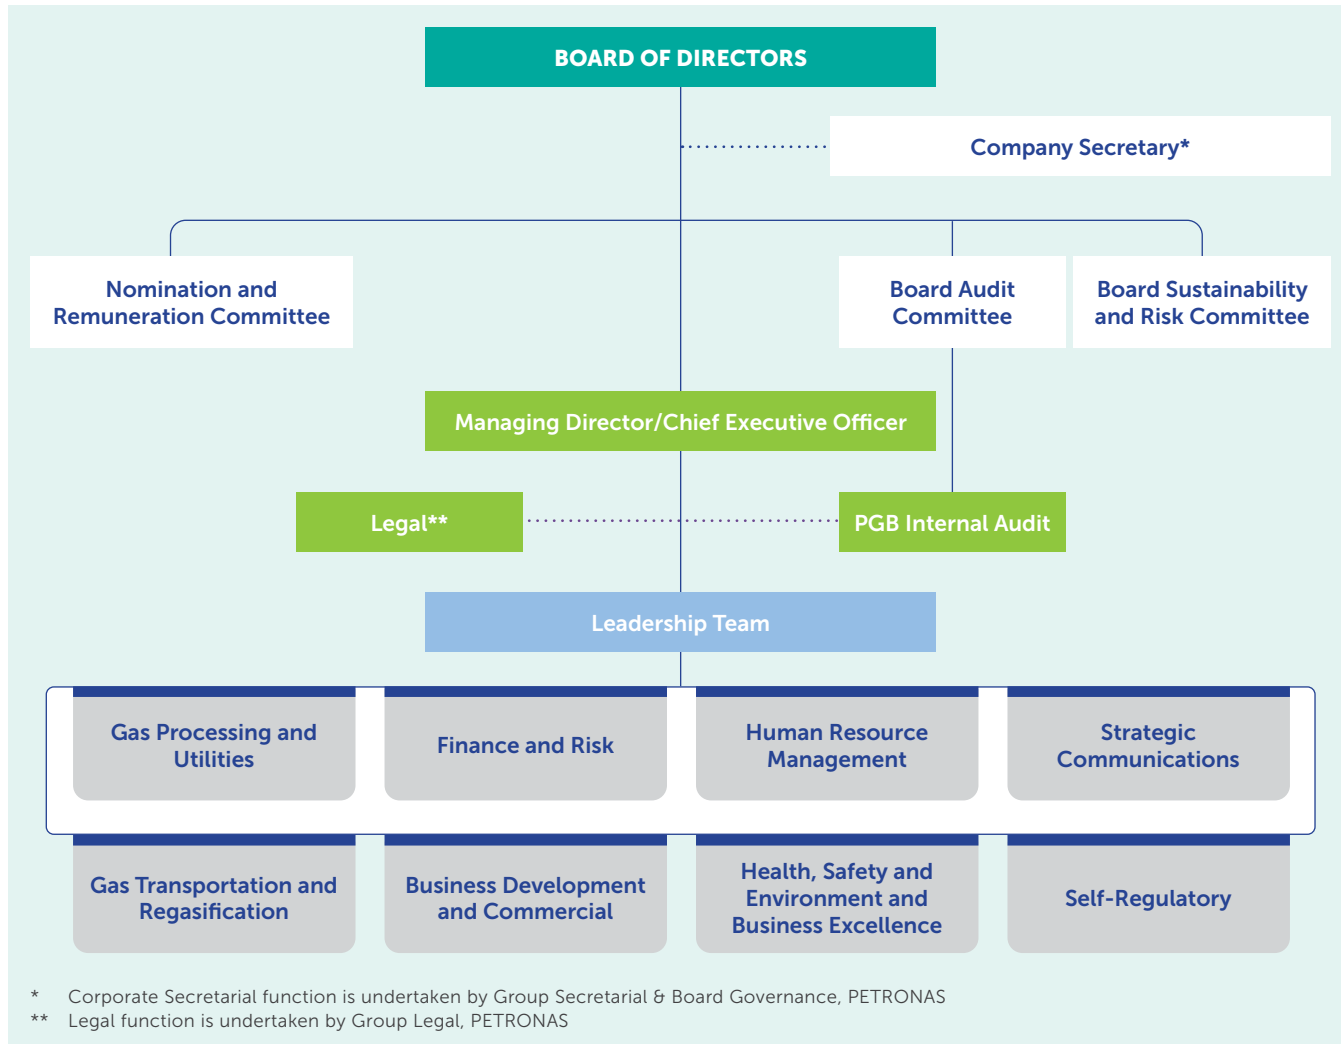 BOARD OF DIRECTORS
Company Secretary*
Nomination and
Remuneration Committee
Board Audit
Committee
Board Sustainability
and Risk Committee
Managing Director/Chief Executive Officer
Legal**
PGB Internal Audit
Leadership Team
Gas Processing and
Utilities
Finance and Risk
Human Resource
Management
Strategic
Communications
Gas Transportation and
Regasification
Business Development
and Commercial
Health, Safety and
Environment and
Business Excellence
Self-Regulatory
* Corporate Secretarial function is undertaken by Group Secretarial & Board Governance, PETRONAS
** Legal function is undertaken by Group Legal, PETRONAS